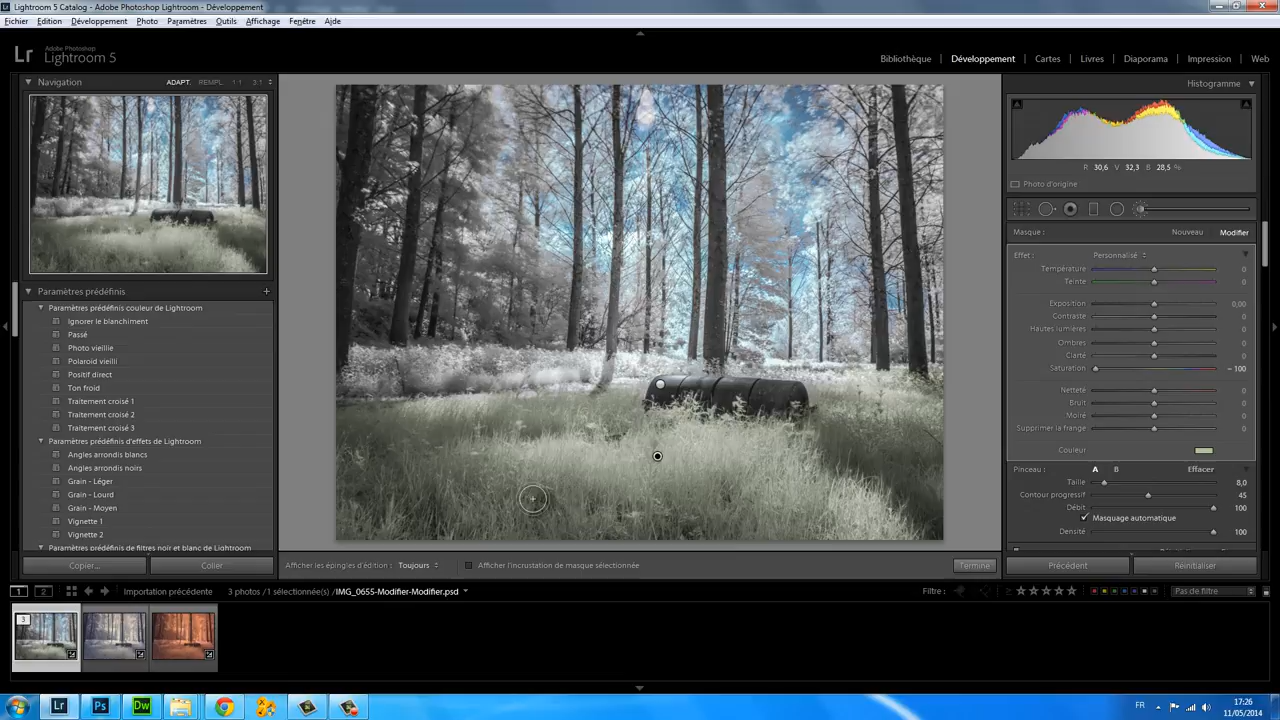 Lightroom 5 Catalog - Adobe Photoshop Lightroom - Développement
Fichier Edition Développement Photo Paramètres Outils Affichage Fenêtre Aide
Adobe Photoshop
Lr Lightroom 5
Bibliothèque Développement Cartes Livres Diaporama Impression Web
Navigation ADAPT. REMPL. 1:1 3:1
Histogramme
R 30,6 V 32,3 B 28,5 %
Photo d'origine
Masque : Nouveau Modifier
Effet : Personnalisé
Température 0
Teinte 0
Exposition 0,00
Contraste 0
Hautes lumières 0
Ombres 0
Clarté 0
Saturation – 100
Netteté 0
Bruit 0
Moiré 0
Supprimer la frange 0
Couleur
Pinceau : A B Effacer
Taille 8,0
Contour progressif 45
Débit 100
Masquage automatique
Densité 100
Précédent Réinitialiser
Paramètres prédéfinis +
Paramètres prédéfinis couleur de Lightroom
Ignorer le blanchiment
Passé
Photo vieillie
Polaroid vieilli
Positif direct
Ton froid
Traitement croisé 1
Traitement croisé 2
Traitement croisé 3
Paramètres prédéfinis d'effets de Lightroom
Angles arrondis blancs
Angles arrondis noirs
Grain - Léger
Grain - Lourd
Grain - Moyen
Vignette 1
Vignette 2
Paramètres prédéfinis de filtres noir et blanc de Lightroom
Copier... Coller
Afficher les épingles d'édition : Toujours Afficher l'incrustation de masque sélectionnée Terminé
1 2 Importation précédente 3 photos /1 sélectionnée(s) /IMG_0655-Modifier-Modifier.psd Filtre : Pas de filtre
3
Lr Ps Dw
FR 17:26
11/05/2014